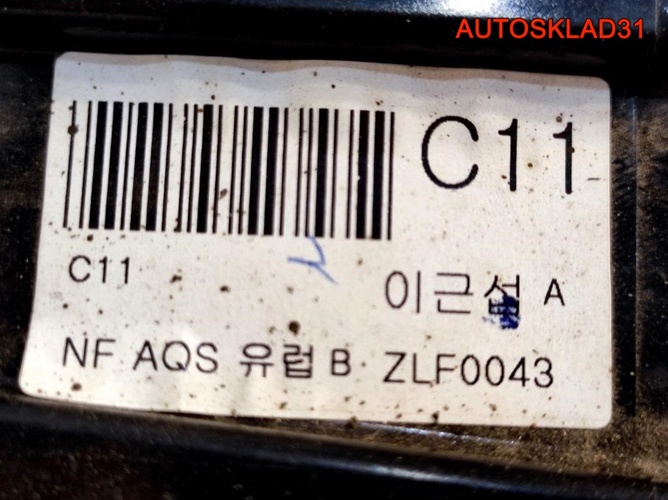 AUTOSKLAD31
C11
C11
이근섭 A
NF AQS 유럽 B· ZLF0043